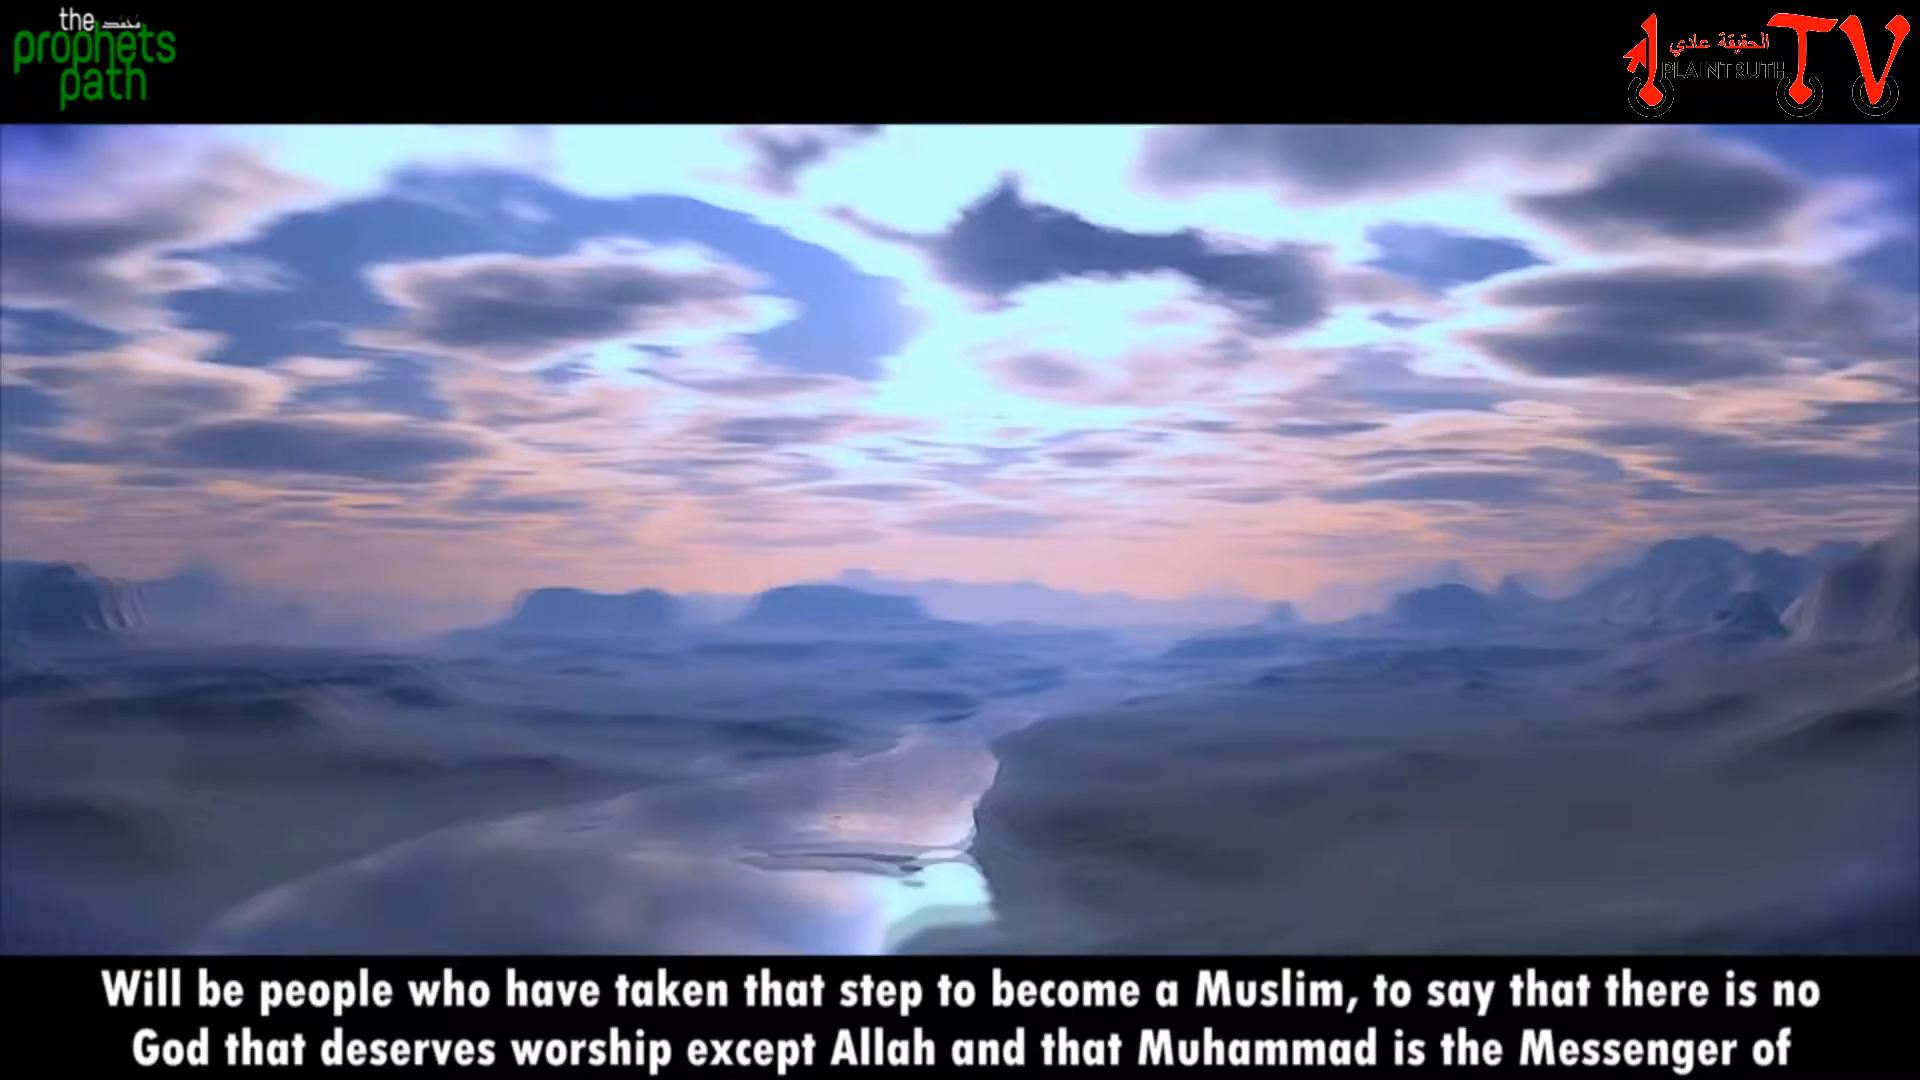 the محمد
prophets
path
الحقيقة عادي
PLAINTRUTH TV
Will be people who have taken that step to become a Muslim, to say that there is no
God that deserves worship except Allah and that Muhammad is the Messenger of